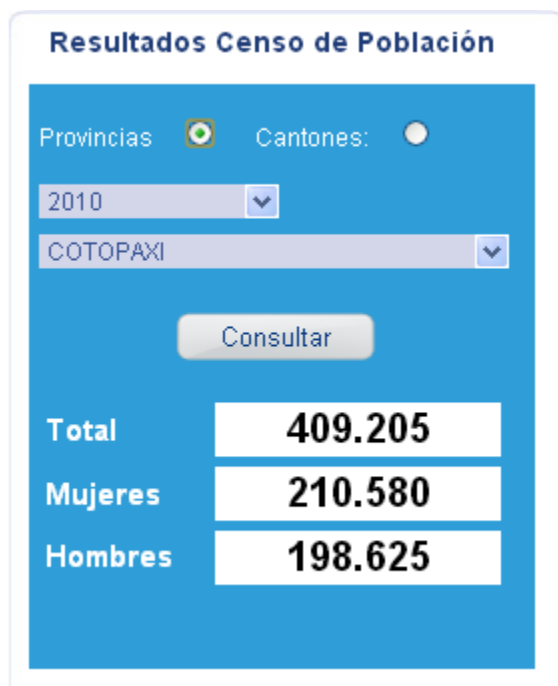 Resultados Censo de Población
Provincias Cantones:
2010
COTOPAXI
Consultar
Total 409.205
Mujeres 210.580
Hombres 198.625